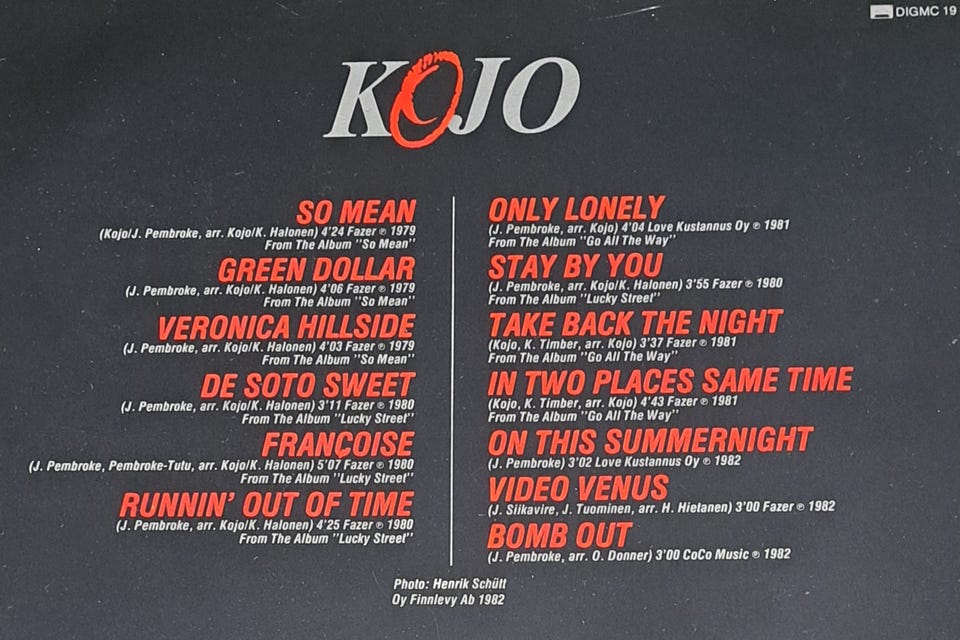 DIGMC 19
KOJO
SO MEAN
(Kojo/J. Pembroke, arr. Kojo/K. Halonen) 4'24 Fazer ℗ 1979
From The Album "So Mean"
GREEN DOLLAR
(J. Pembroke, arr. Kojo/K. Halonen) 4'06 Fazer ℗ 1979
From The Album "So Mean"
VERONICA HILLSIDE
(J. Pembroke, arr. Kojo/K. Halonen) 4'03 Fazer ℗ 1979
From The Album "So Mean"
DE SOTO SWEET
(J. Pembroke, arr. Kojo/K. Halonen) 3'11 Fazer ℗ 1980
From The Album "Lucky Street"
FRANÇOISE
(J. Pembroke, Pembroke-Tutu, arr. Kojo/K. Halonen) 5'07 Fazer ℗ 1980
From The Album "Lucky Street"
RUNNIN' OUT OF TIME
(J. Pembroke, arr. Kojo/K. Halonen) 4'25 Fazer ℗ 1980
From The Album "Lucky Street"
ONLY LONELY
(J. Pembroke, arr. Kojo) 4'04 Love Kustannus Oy ℗ 1981
From The Album "Go All The Way"
STAY BY YOU
(J. Pembroke, arr. Kojo/K. Halonen) 3'55 Fazer ℗ 1980
From The Album "Lucky Street"
TAKE BACK THE NIGHT
(Kojo, K. Timber, arr. Kojo) 3'37 Fazer ℗ 1981
From The Album "Go All The Way"
IN TWO PLACES SAME TIME
(Kojo, K. Timber, arr. Kojo) 4'43 Fazer ℗ 1981
From The Album "Go All The Way"
ON THIS SUMMERNIGHT
(J. Pembroke) 3'02 Love Kustannus Oy ℗ 1982
VIDEO VENUS
(J. Siikavire, J. Tuominen, arr. H. Hietanen) 3'00 Fazer ℗ 1982
BOMB OUT
(J. Pembroke, arr. O. Donner) 3'00 CoCo Music ℗ 1982
Photo: Henrik Schütt
Oy Finnlevy Ab 1982